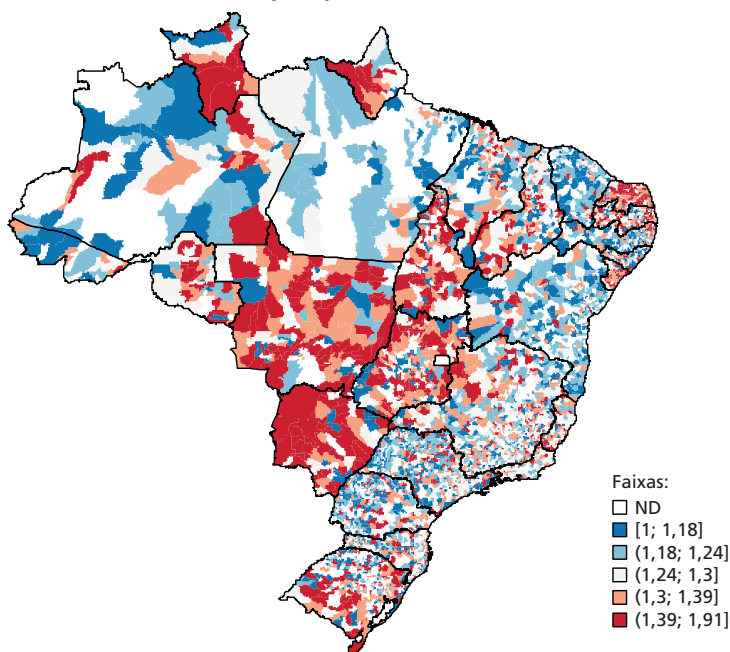 Faixas:
ND
[1; 1,18]
(1,18; 1,24]
(1,24; 1,3]
(1,3; 1,39]
(1,39; 1,91]